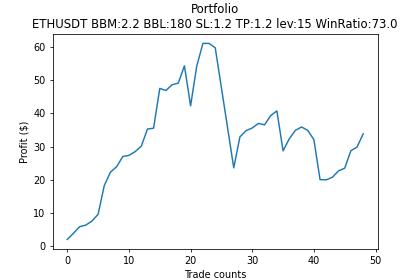 Portfolio
ETHUSDT BBM:2.2 BBL:180 SL:1.2 TP:1.2 lev:15 WinRatio:73.0
60
50
40
30
20
10
0
Profit ($)
0 10 20 30 40 50
Trade counts